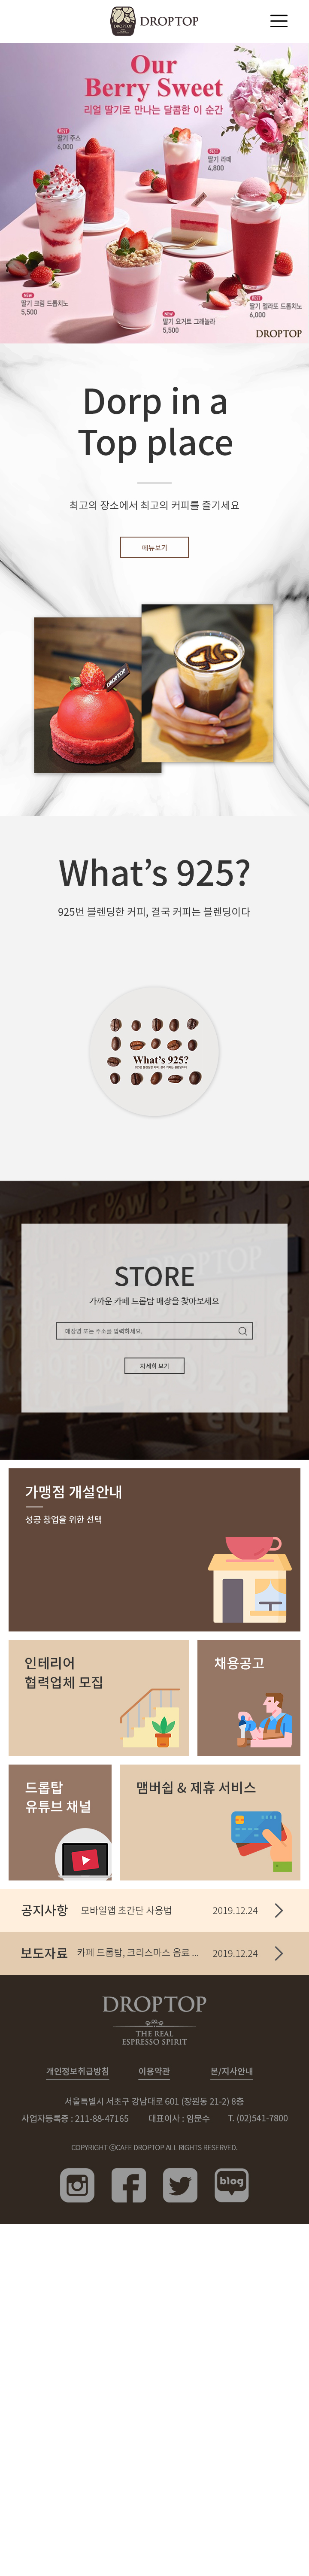 DROPTOP
DROPTOP
Our
Berry Sweet
리얼 딸기로 만나는 달콤한 이 순간
BEST
딸기 주스
6,000
BEST
딸기 라떼
4,800
NEW
딸기 크림 드롭치노
5,500
BEST
딸기 젤라또 드롭치노
6,000
NEW
딸기 요거트 그래놀라
5,500
DROPTOP
Dorp in a
Top place
최고의 장소에서 최고의 커피를 즐기세요
메뉴보기
DROPTOP
What's 925?
925번 블렌딩한 커피, 결국 커피는 블렌딩이다
What's 925?
DROPTOP
STORE
가까운 카페 드롭탑 매장을 찾아보세요
매장명 또는 주소를 입력하세요.
자세히 보기
가맹점 개설안내
성공 창업을 위한 선택
인테리어
협력업체 모집
채용공고
드롭탑
유튜브 채널
맴버쉽 & 제휴 서비스
공지사항 모바일앱 초간단 사용법 2019.12.24
보도자료 카페 드롭탑, 크리스마스 음료 ... 2019.12.24
DROPTOP
THE REAL
ESPRESSO SPIRIT
개인정보취급방침 이용약관 본/지사안내
서울특별시 서초구 강남대로 601 (잠원동 21-2) 8층
사업자등록증 : 211-88-47165 대표이사 : 임문수 T. (02)541-7800
COPYRIGHT ⓒCAFE DROPTOP ALL RIGHTS RESERVED.
blog